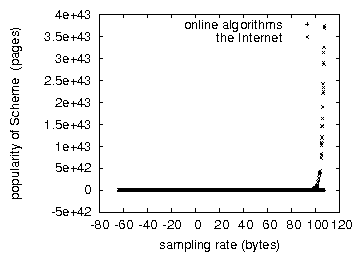 4e+43
3.5e+43
3e+43
2.5e+43
2e+43
1.5e+43
1e+43
5e+42
0
-5e+42
popularity of Scheme (pages)
online algorithms
the Internet
-80 -60 -40 -20 0 20 40 60 80 100 120
sampling rate (bytes)